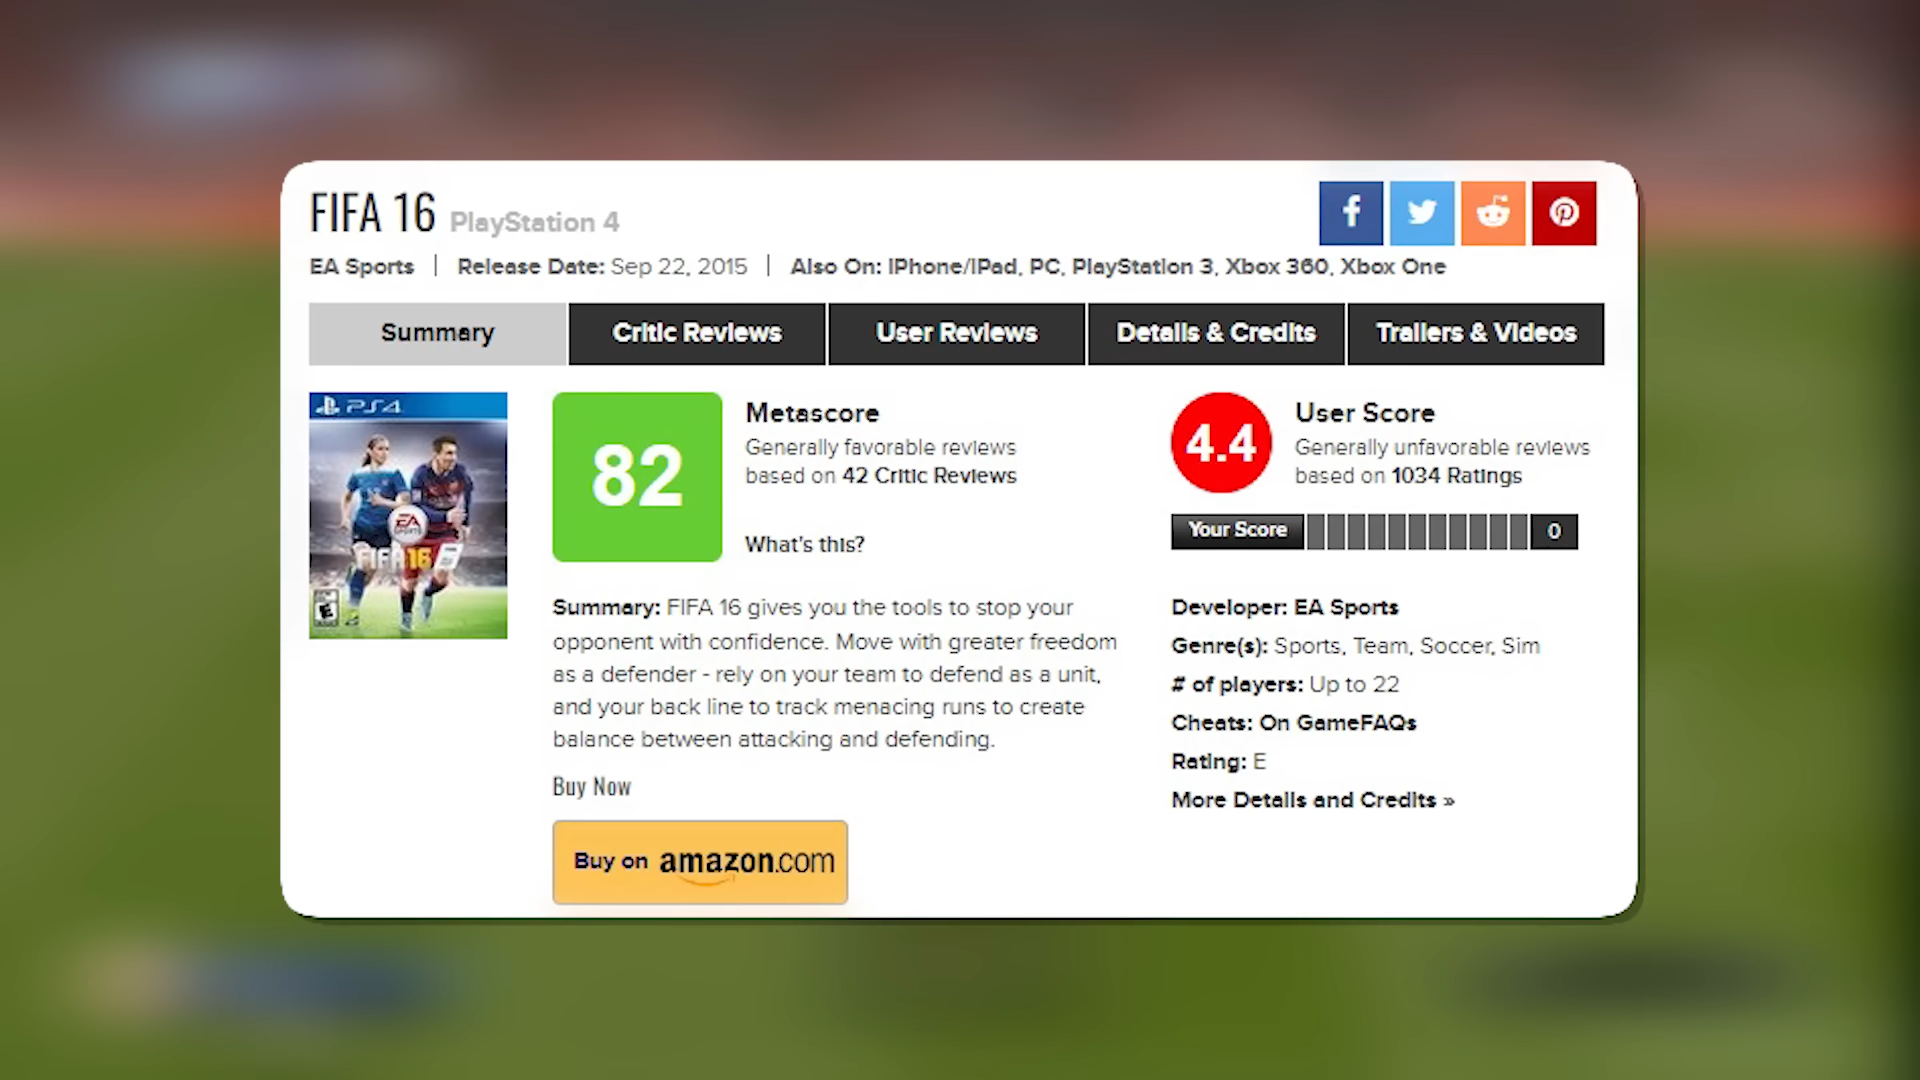 FIFA 16 PlayStation 4
EA Sports | Release Date: Sep 22, 2015 | Also On: iPhone/iPad, PC, PlayStation 3, Xbox 360, Xbox One
Summary Critic Reviews User Reviews Details & Credits Trailers & Videos
PS4
EA
SPORTS
FIFA 16
E
82
Metascore
Generally favorable reviews
based on 42 Critic Reviews
What's this?
4.4
User Score
Generally unfavorable reviews
based on 1034 Ratings
Your Score 0
Summary: FIFA 16 gives you the tools to stop your
opponent with confidence. Move with greater freedom
as a defender - rely on your team to defend as a unit,
and your back line to track menacing runs to create
balance between attacking and defending.
Buy Now
Buy on amazon.com
Developer: EA Sports
Genre(s): Sports, Team, Soccer, Sim
# of players: Up to 22
Cheats: On GameFAQs
Rating: E
More Details and Credits »